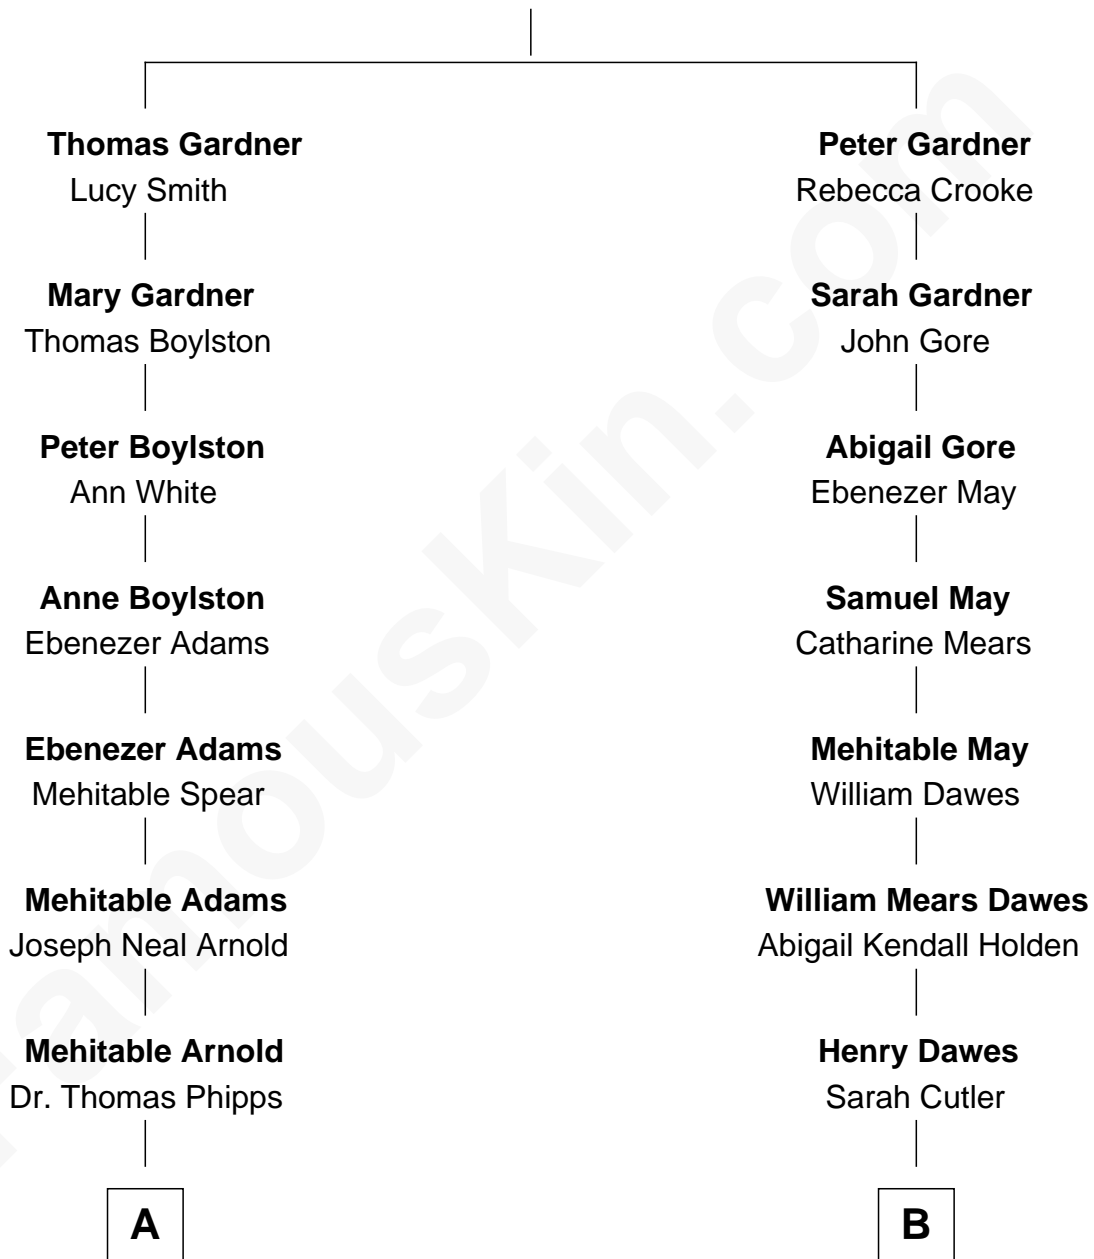 Thomas Gardner
Lucy Smith
Mary Gardner
Thomas Boylston
Peter Boylston
Ann White
Anne Boylston
Ebenezer Adams
Ebenezer Adams
Mehitable Spear
Mehitable Adams
Joseph Neal Arnold
Mehitable Arnold
Dr. Thomas Phipps
A
Peter Gardner
Rebecca Crooke
Sarah Gardner
John Gore
Abigail Gore
Ebenezer May
Samuel May
Catharine Mears
Mehitable May
William Dawes
William Mears Dawes
Abigail Kendall Holden
Henry Dawes
Sarah Cutler
B
FamousKin.com